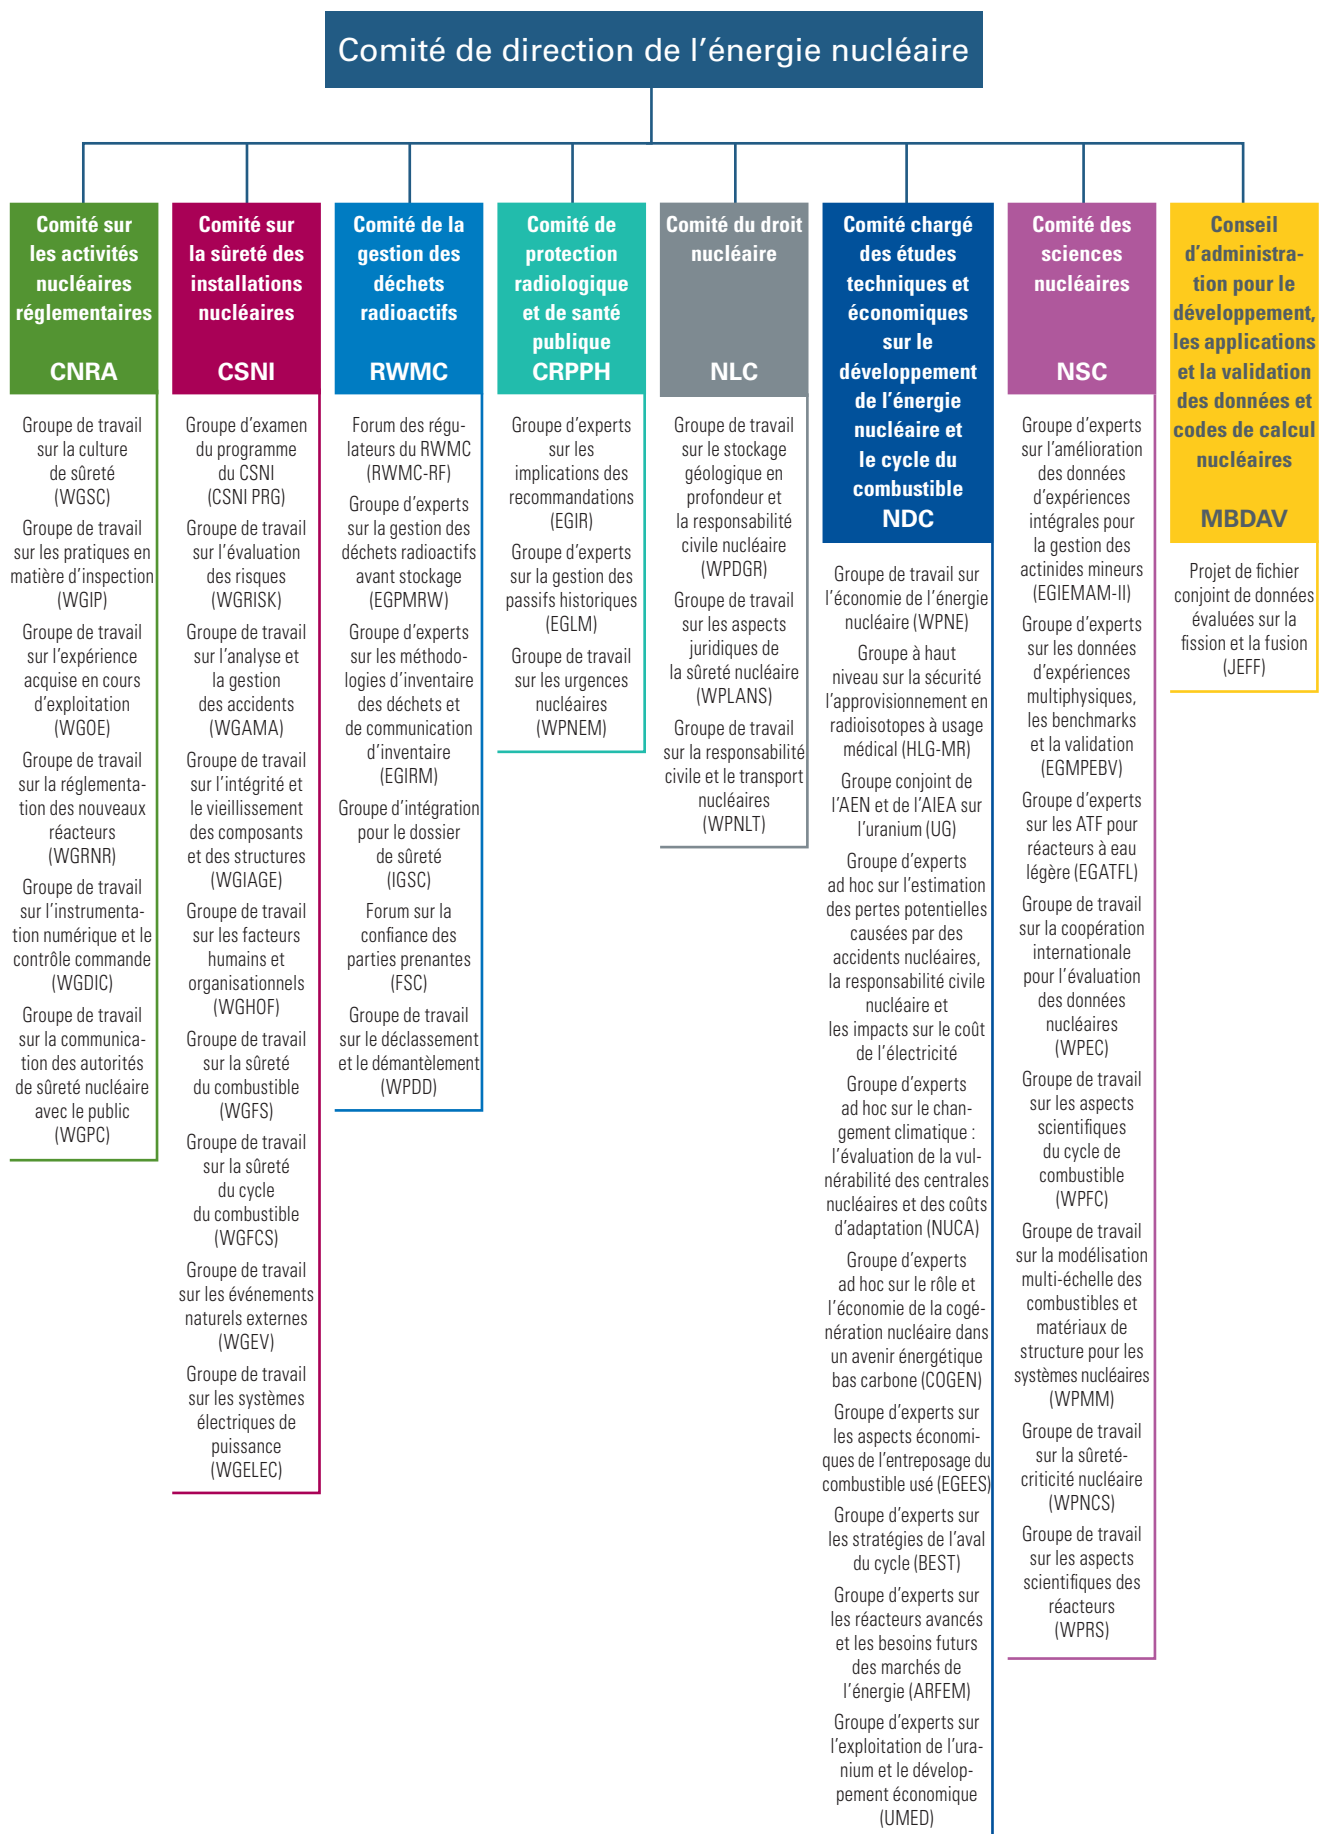 Comité de direction de l’énergie nucléaire
Comité sur
les activités
nucléaires
réglementaires
CNRA
Groupe de travail
sur la culture
de sûreté
(WGSC)
Groupe de travail
sur les pratiques en
matière d’inspection
(WGIP)
Groupe de travail
sur l’expérience
acquise en cours
d’exploitation
(WGOE)
Groupe de travail
sur la réglementa-
tion des nouveaux
réacteurs
(WGRNR)
Groupe de travail
sur l’instrumenta-
tion numérique et le
contrôle commande
(WGDIC)
Groupe de travail
sur la communica-
tion des autorités
de sûreté nucléaire
avec le public
(WGPC)
Comité sur
la sûreté des
installations
nucléaires
CSNI
Groupe d’examen
du programme
du CSNI
(CSNI PRG)
Groupe de travail
sur l’évaluation
des risques
(WGRISK)
Groupe de travail
sur l’analyse et
la gestion
des accidents
(WGAMA)
Groupe de travail
sur l’intégrité et
le vieillissement
des composants
et des structures
(WGIAGE)
Groupe de travail
sur les facteurs
humains et
organisationnels
(WGHOF)
Groupe de travail
sur la sûreté
du combustible
(WGFS)
Groupe de travail
sur la sûreté
du cycle
du combustible
(WGFCS)
Groupe de travail
sur les événements
naturels externes
(WGEV)
Groupe de travail
sur les systèmes
électriques de
puissance
(WGELEC)
Comité de la
gestion des
déchets
radioactifs
RWMC
Forum des régu-
lateurs du RWMC
(RWMC-RF)
Groupe d’experts
sur la gestion des
déchets radioactifs
avant stockage
(EGPMRW)
Groupe d’experts
sur les méthodo-
logies d’inventaire
des déchets et
de communication
d’inventaire
(EGIRM)
Groupe d’intégration
pour le dossier
de sûreté
(IGSC)
Forum sur la
confiance des
parties prenantes
(FSC)
Groupe de travail
sur le déclassement
et le démantèlement
(WPDD)
Comité de
protection
radiologique
et de santé
publique
CRPPH
Groupe d’experts
sur les
implications des
recommandations
(EGIR)
Groupe d’experts
sur la gestion des
passifs historiques
(EGLM)
Groupe de travail
sur les urgences
nucléaires
(WPNEM)
Comité du droit
nucléaire
NLC
Groupe de travail
sur le stockage
géologique en
profondeur et
la responsabilité
civile nucléaire
(WPDGR)
Groupe de travail
sur les aspects
juridiques de
la sûreté nucléaire
(WPLANS)
Groupe de travail
sur la responsabilité
civile et le transport
nucléaires
(WPNLT)
Comité chargé
des études
techniques et
économiques
sur le
développement
de l’énergie
nucléaire et
le cycle du
combustible
NDC
Groupe de travail sur
l’économie de l’énergie
nucléaire (WPNE)
Groupe à haut
niveau sur la sécurité
l’approvisionnement en
radioisotopes à usage
médical (HLG-MR)
Groupe conjoint de
l’AEN et de l’AIEA sur
l’uranium (UG)
Groupe d’experts
ad hoc sur l’estimation
des pertes potentielles
causées par des
accidents nucléaires,
la responsabilité civile
nucléaire et
les impacts sur le coût
de l’électricité
Groupe d’experts
ad hoc sur le chan-
gement climatique :
l’évaluation de la vul-
nérabilité des centrales
nucléaires et des coûts
d’adaptation (NUCA)
Groupe d’experts
ad hoc sur le rôle et
l’économie de la cogé-
nération nucléaire dans
un avenir énergétique
bas carbone (COGEN)
Groupe d’experts sur
les aspects économi-
ques de l’entreposage du
combustible usé (EGEES)
Groupe d’experts sur
les stratégies de l’aval
du cycle (BEST)
Groupe d’experts sur
les réacteurs avancés
et les besoins futurs
des marchés de
l’énergie (ARFEM)
Groupe d’experts sur
l’exploitation de l’ura-
nium et le dévelop-
pement économique
(UMED)
Comité des
sciences
nucléaires
NSC
Groupe d’experts
sur l’amélioration
des données
d’expériences
intégrales pour
la gestion des
actinides mineurs
(EGIEMAM-II)
Groupe d’experts
sur les données
d’expériences
multiphysiques,
les benchmarks
et la validation
(EGMPEBV)
Groupe d’experts
sur les ATF pour
réacteurs à eau
légère (EGATFL)
Groupe de travail
sur la coopération
internationale
pour l’évaluation
des données
nucléaires
(WPEC)
Groupe de travail
sur les aspects
scientifiques
du cycle de
combustible
(WPFC)
Groupe de travail
sur la modélisation
multi-échelle des
combustibles et
matériaux de
structure pour les
systèmes nucléaires
(WPMM)
Groupe de travail
sur la sûreté-
criticité nucléaire
(WPNCS)
Groupe de travail
sur les aspects
scientifiques des
réacteurs
(WPRS)
Conseil
d’administra-
tion pour le
développement,
les applications
et la validation
des données et
codes de calcul
nucléaires
MBDAV
Projet de fichier
conjoint de données
évaluées sur la
fission et la fusion
(JEFF)